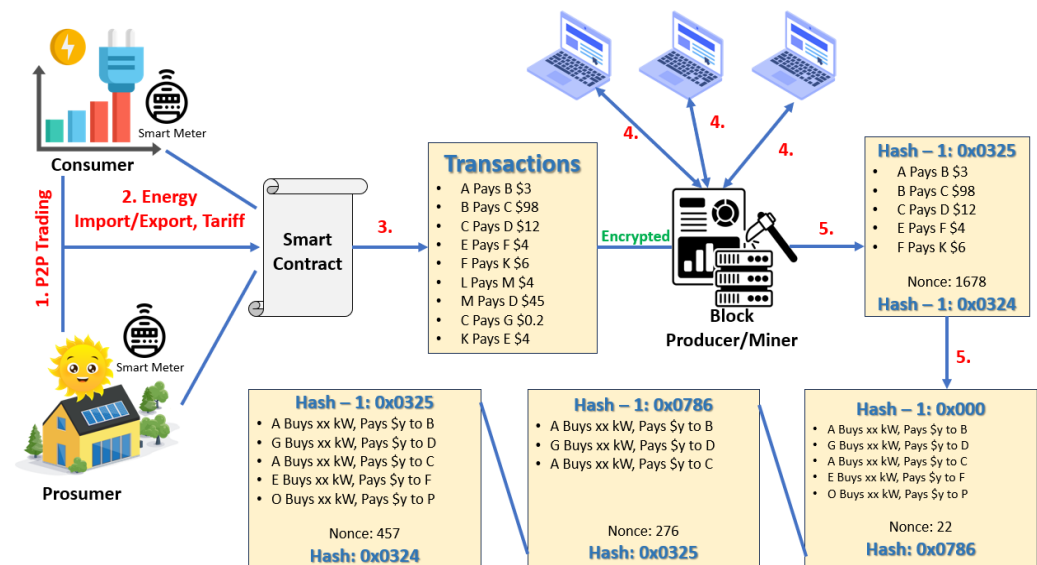 Smart Meter
Consumer
1. P2P Trading
2. Energy
Import/Export, Tariff
Smart Meter
Prosumer
Smart
Contract
3.
Transactions
• A Pays B $3
• B Pays C $98
• C Pays D $12
• E Pays F $4
• F Pays K $6
• L Pays M $4
• M Pays D $45
• C Pays G $0.2
• K Pays E $4
Encrypted
4.
4.
4.
Block
Producer/Miner
5.
Hash – 1: 0x0325
• A Pays B $3
• B Pays C $98
• C Pays D $12
• E Pays F $4
• F Pays K $6
Nonce: 1678
Hash – 1: 0x0324
5.
Hash – 1: 0x0325
• A Buys xx kW, Pays $y to B
• G Buys xx kW, Pays $y to D
• A Buys xx kW, Pays $y to C
• E Buys xx kW, Pays $y to F
• O Buys xx kW, Pays $y to P
Nonce: 457
Hash: 0x0324
Hash – 1: 0x0786
• A Buys xx kW, Pays $y to B
• G Buys xx kW, Pays $y to D
• A Buys xx kW, Pays $y to C
Nonce: 276
Hash: 0x0325
Hash – 1: 0x000
• A Buys xx kW, Pays $y to B
• G Buys xx kW, Pays $y to D
• A Buys xx kW, Pays $y to C
• E Buys xx kW, Pays $y to F
• O Buys xx kW, Pays $y to P
Nonce: 22
Hash: 0x0786